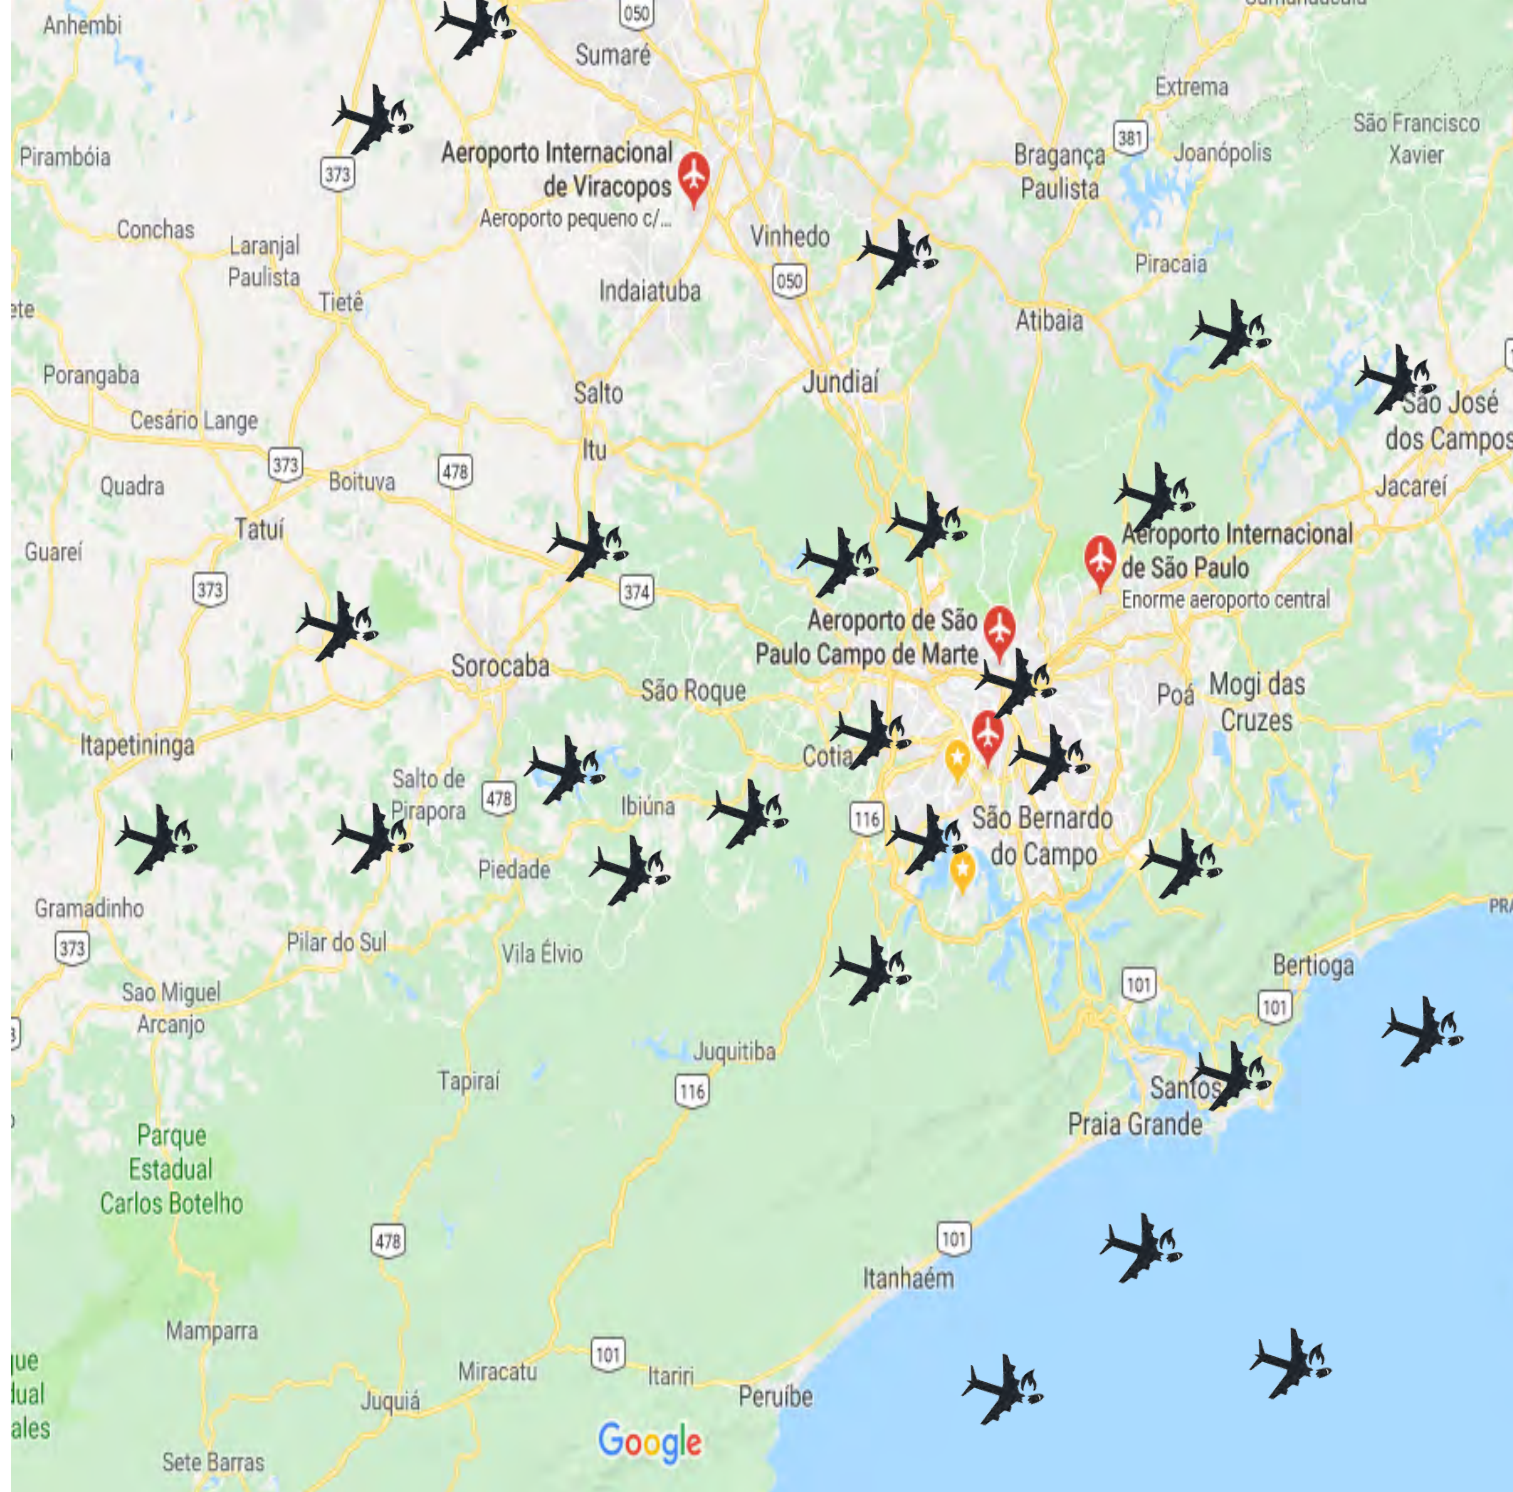 Anhembi
050
Sumaré
Extrema
São Francisco
Xavier
381
Joanópolis
Bragança
Paulista
Pirambóia
373
Aeroporto Internacional
de Viracopos
Aeroporto pequeno c/...
Conchas
Laranjal
Paulista
Vinhedo
050
Piracaia
Tietê
Indaiatuba
Atibaia
Porangaba
Salto
Jundiaí
São José
dos Campos
Cesário Lange
Itu
373
478
Boituva
Quadra
Jacareí
Tatuí
Guareí
373
374
Aeroporto Internacional
de São Paulo
Enorme aeroporto central
Aeroporto de São
Paulo Campo de Marte
Sorocaba
São Roque
Poá
Mogi das
Cruzes
Itapetininga
Cotia
Salto de
Pirapora
478
Ibiúna
116
São Bernardo
do Campo
Piedade
Gramadinho
373
Pilar do Sul
Vila Élvio
Bertioga
101
101
Sao Miguel
Arcanjo
Juquitiba
Tapiraí
116
Santos
Praia Grande
Parque
Estadual
Carlos Botelho
478
101
Itanhaém
Mamparra
101
Miracatu
Itariri
Peruíbe
Juquiá
Google
Sete Barras